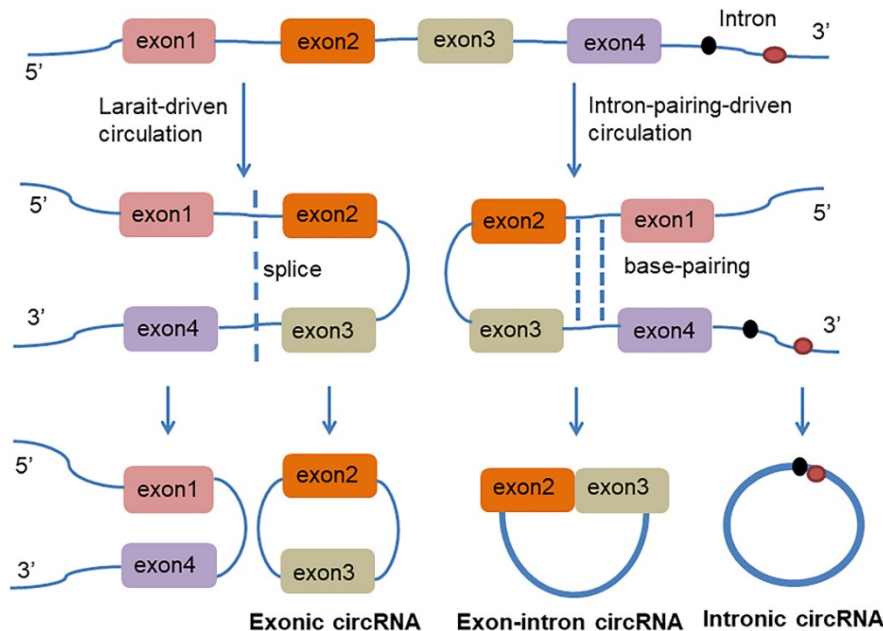 exon1
exon2
exon3
exon4
Intron
3’
5’
Larait-driven
circulation
Intron-pairing-driven
circulation
5’
exon1
exon2
exon2
exon1
5’
splice
base-pairing
3’
exon4
exon3
exon3
exon4
3’
5’
exon1
exon2
exon2
exon3
3’
exon4
exon3
Exonic circRNA
Exon-intron circRNA
Intronic circRNA